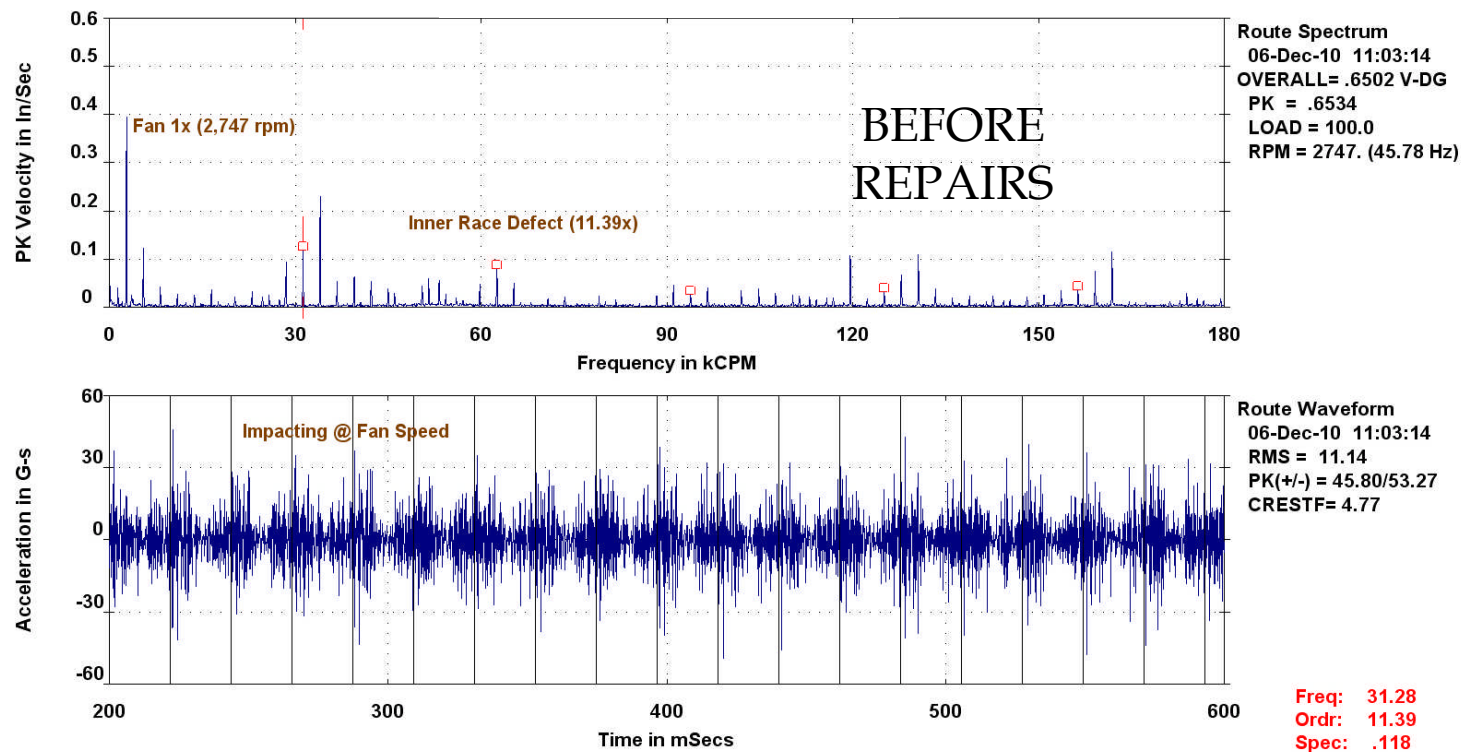 0.6
0.5
0.4
0.3
0.2
0.1
0
PK Velocity in In/Sec
Fan 1x (2,747 rpm)
Inner Race Defect (11.39x)
BEFORE
REPAIRS
0 30 60 90 120 150 180
Frequency in kCPM
Route Spectrum
06-Dec-10 11:03:14
OVERALL= .6502 V-DG
PK = .6534
LOAD = 100.0
RPM = 2747. (45.78 Hz)
60
30
0
-30
-60
Acceleration in G-s
Impacting @ Fan Speed
200 300 400 500 600
Time in mSecs
Route Waveform
06-Dec-10 11:03:14
RMS = 11.14
PK(+/-) = 45.80/53.27
CRESTF= 4.77
Freq: 31.28
Ordr: 11.39
Spec: .118